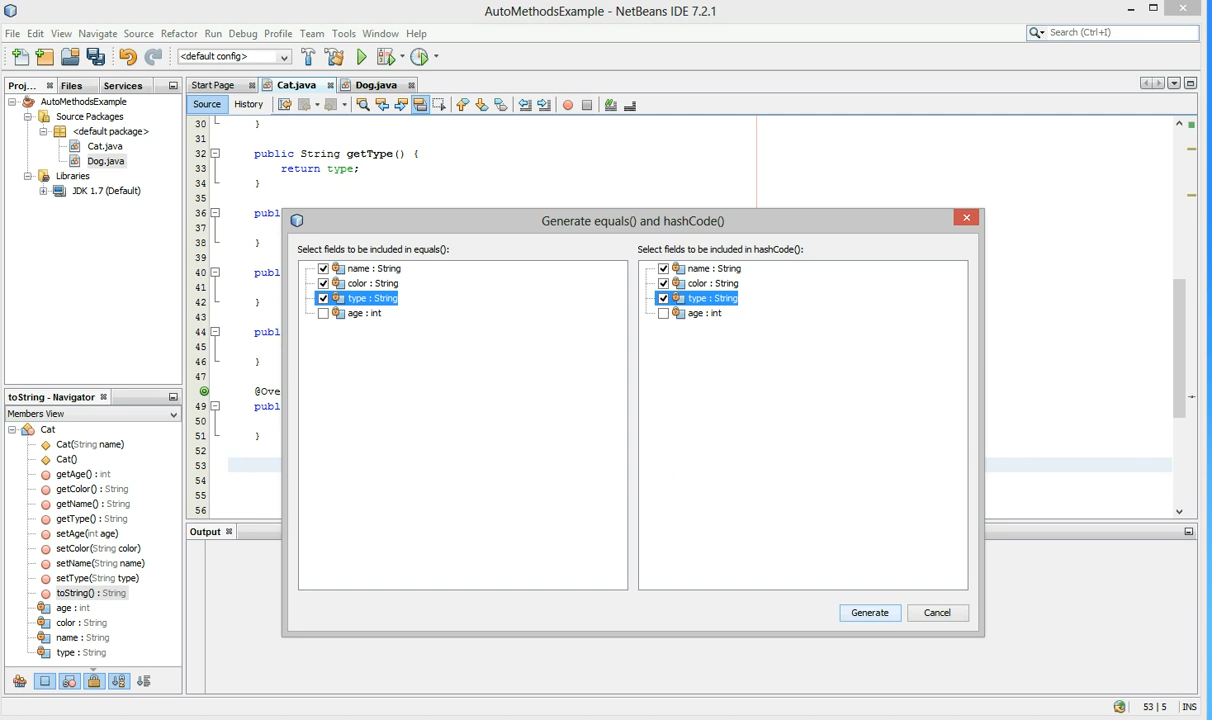 AutoMethodsExample - NetBeans IDE 7.2.1
File Edit View Navigate Source Refactor Run Debug Profile Team Tools Window Help
Search (Ctrl+I)
<default config>
Proj... Files Services
Start Page Cat.java Dog.java
AutoMethodsExample
Source Packages
<default package>
Cat.java
Dog.java
Libraries
JDK 1.7 (Default)
Source History
30 }
31
32 public String getType() {
33 return type;
34 }
35
36 publ
37
38 }
39
40 publ
41
42 }
43
44 publ
45
46 }
47
@Ove
49 publ
50
51 }
52
53
54
55
56
Generate equals() and hashCode()
Select fields to be included in equals():
name : String
color : String
type : String
age : int
Select fields to be included in hashCode():
name : String
color : String
type : String
age : int
Generate Cancel
toString - Navigator
Members View
Cat
Cat(String name)
Cat()
getAge() : int
getColor() : String
getName() : String
getType() : String
setAge(int age)
setColor(String color)
setName(String name)
setType(String type)
toString() : String
age : int
color : String
name : String
type : String
Output
53 | 5 INS